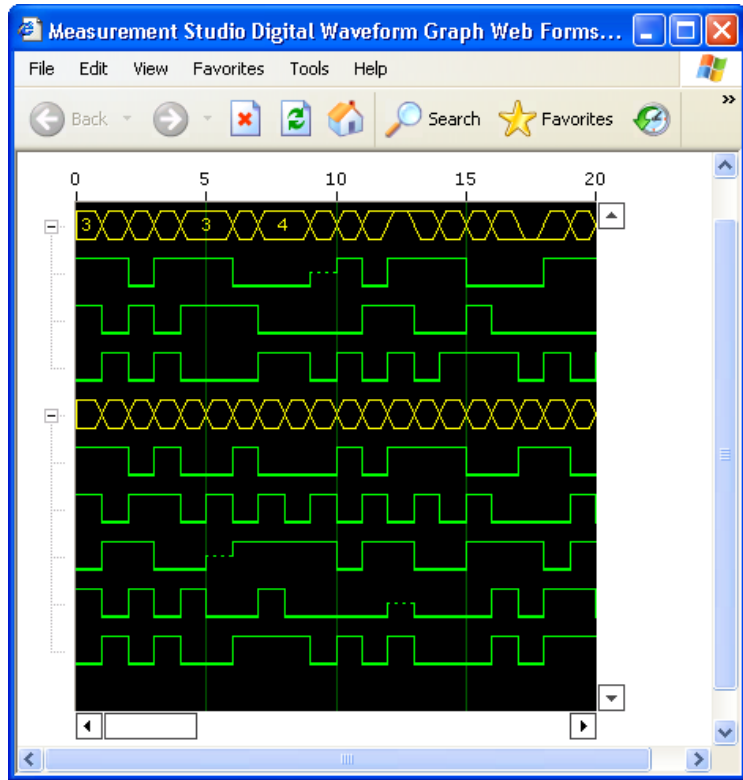 Measurement Studio Digital Waveform Graph Web Forms...
File Edit View Favorites Tools Help
Back Search Favorites »
0 5 10 15 20
3 3 4